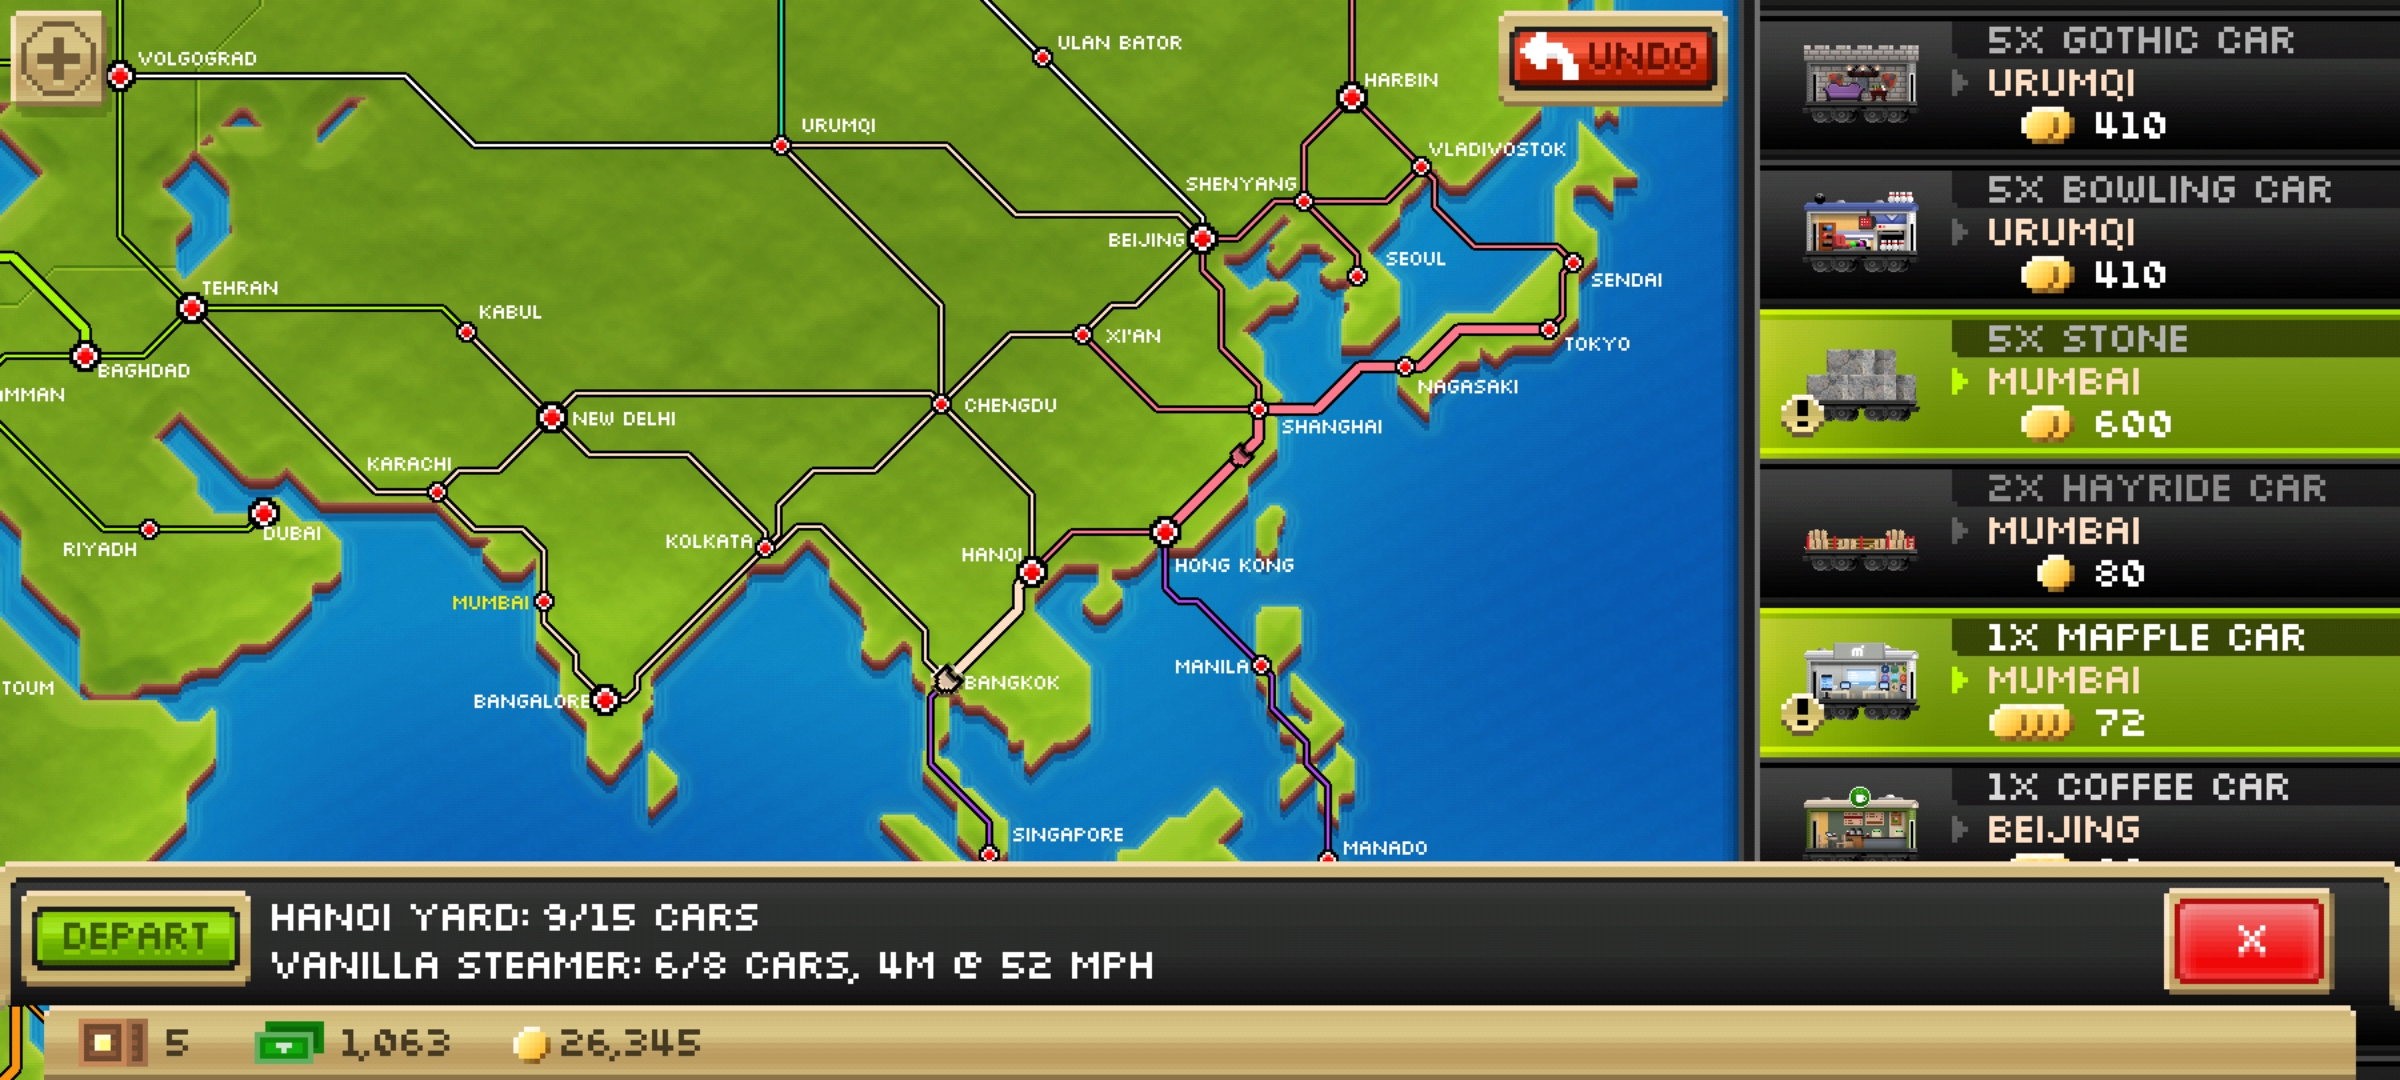 VOLGOGRAD
ULAN BATOR
UNDO
HARBIN
URUMQI
VLADIVOSTOK
SHENYANG
BEIJING
SEOUL
SENDAI
TEHRAN
KABUL
XI'AN
TOKYO
BAGHDAD
NAGASAKI
AMMAN
NEW DELHI
CHENGDU
SHANGHAI
KARACHI
DUBAI
RIYADH
KOLKATA
HANOI
HONG KONG
MUMBAI
MANILA
TOUM
BANGALORE
BANGKOK
SINGAPORE
MANADO
5X GOTHIC CAR
URUMQI
410
5X BOWLING CAR
URUMQI
410
5X STONE
MUMBAI
600
2X HAYRIDE CAR
MUMBAI
80
1X MAPPLE CAR
MUMBAI
72
1X COFFEE CAR
BEIJING
DEPART
HANOI YARD: 9/15 CARS
VANILLA STEAMER: 6/8 CARS, 4M @ 52 MPH
X
5
1,063
26,345